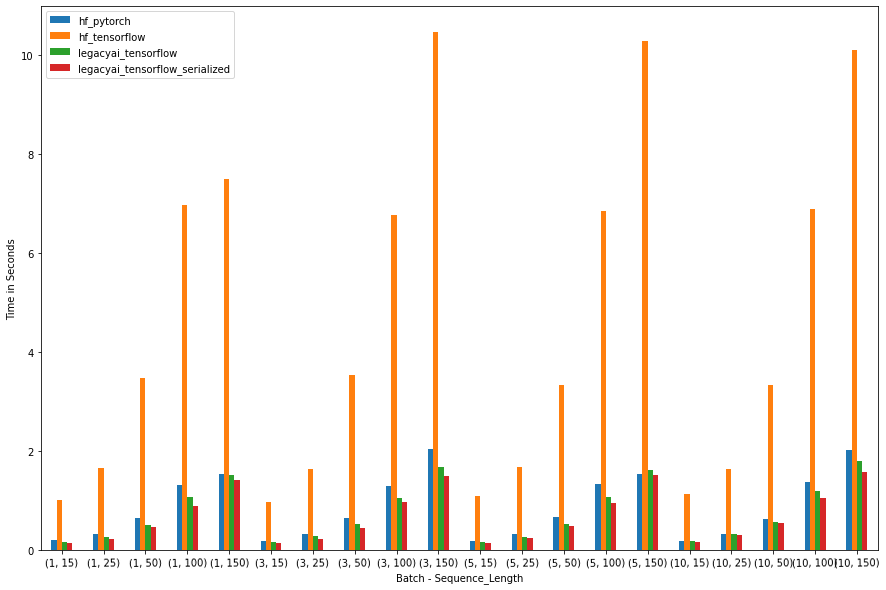 hf_pytorch
hf_tensorflow
legacyai_tensorflow
legacyai_tensorflow_serialized
10
8
6
4
2
0
Time in Seconds
(1, 15) (1, 25) (1, 50) (1, 100) (1, 150) (3, 15) (3, 25) (3, 50) (3, 100) (3, 150) (5, 15) (5, 25) (5, 50) (5, 100) (5, 150) (10, 15) (10, 25) (10, 50) (10, 100) (10, 150)
Batch - Sequence_Length